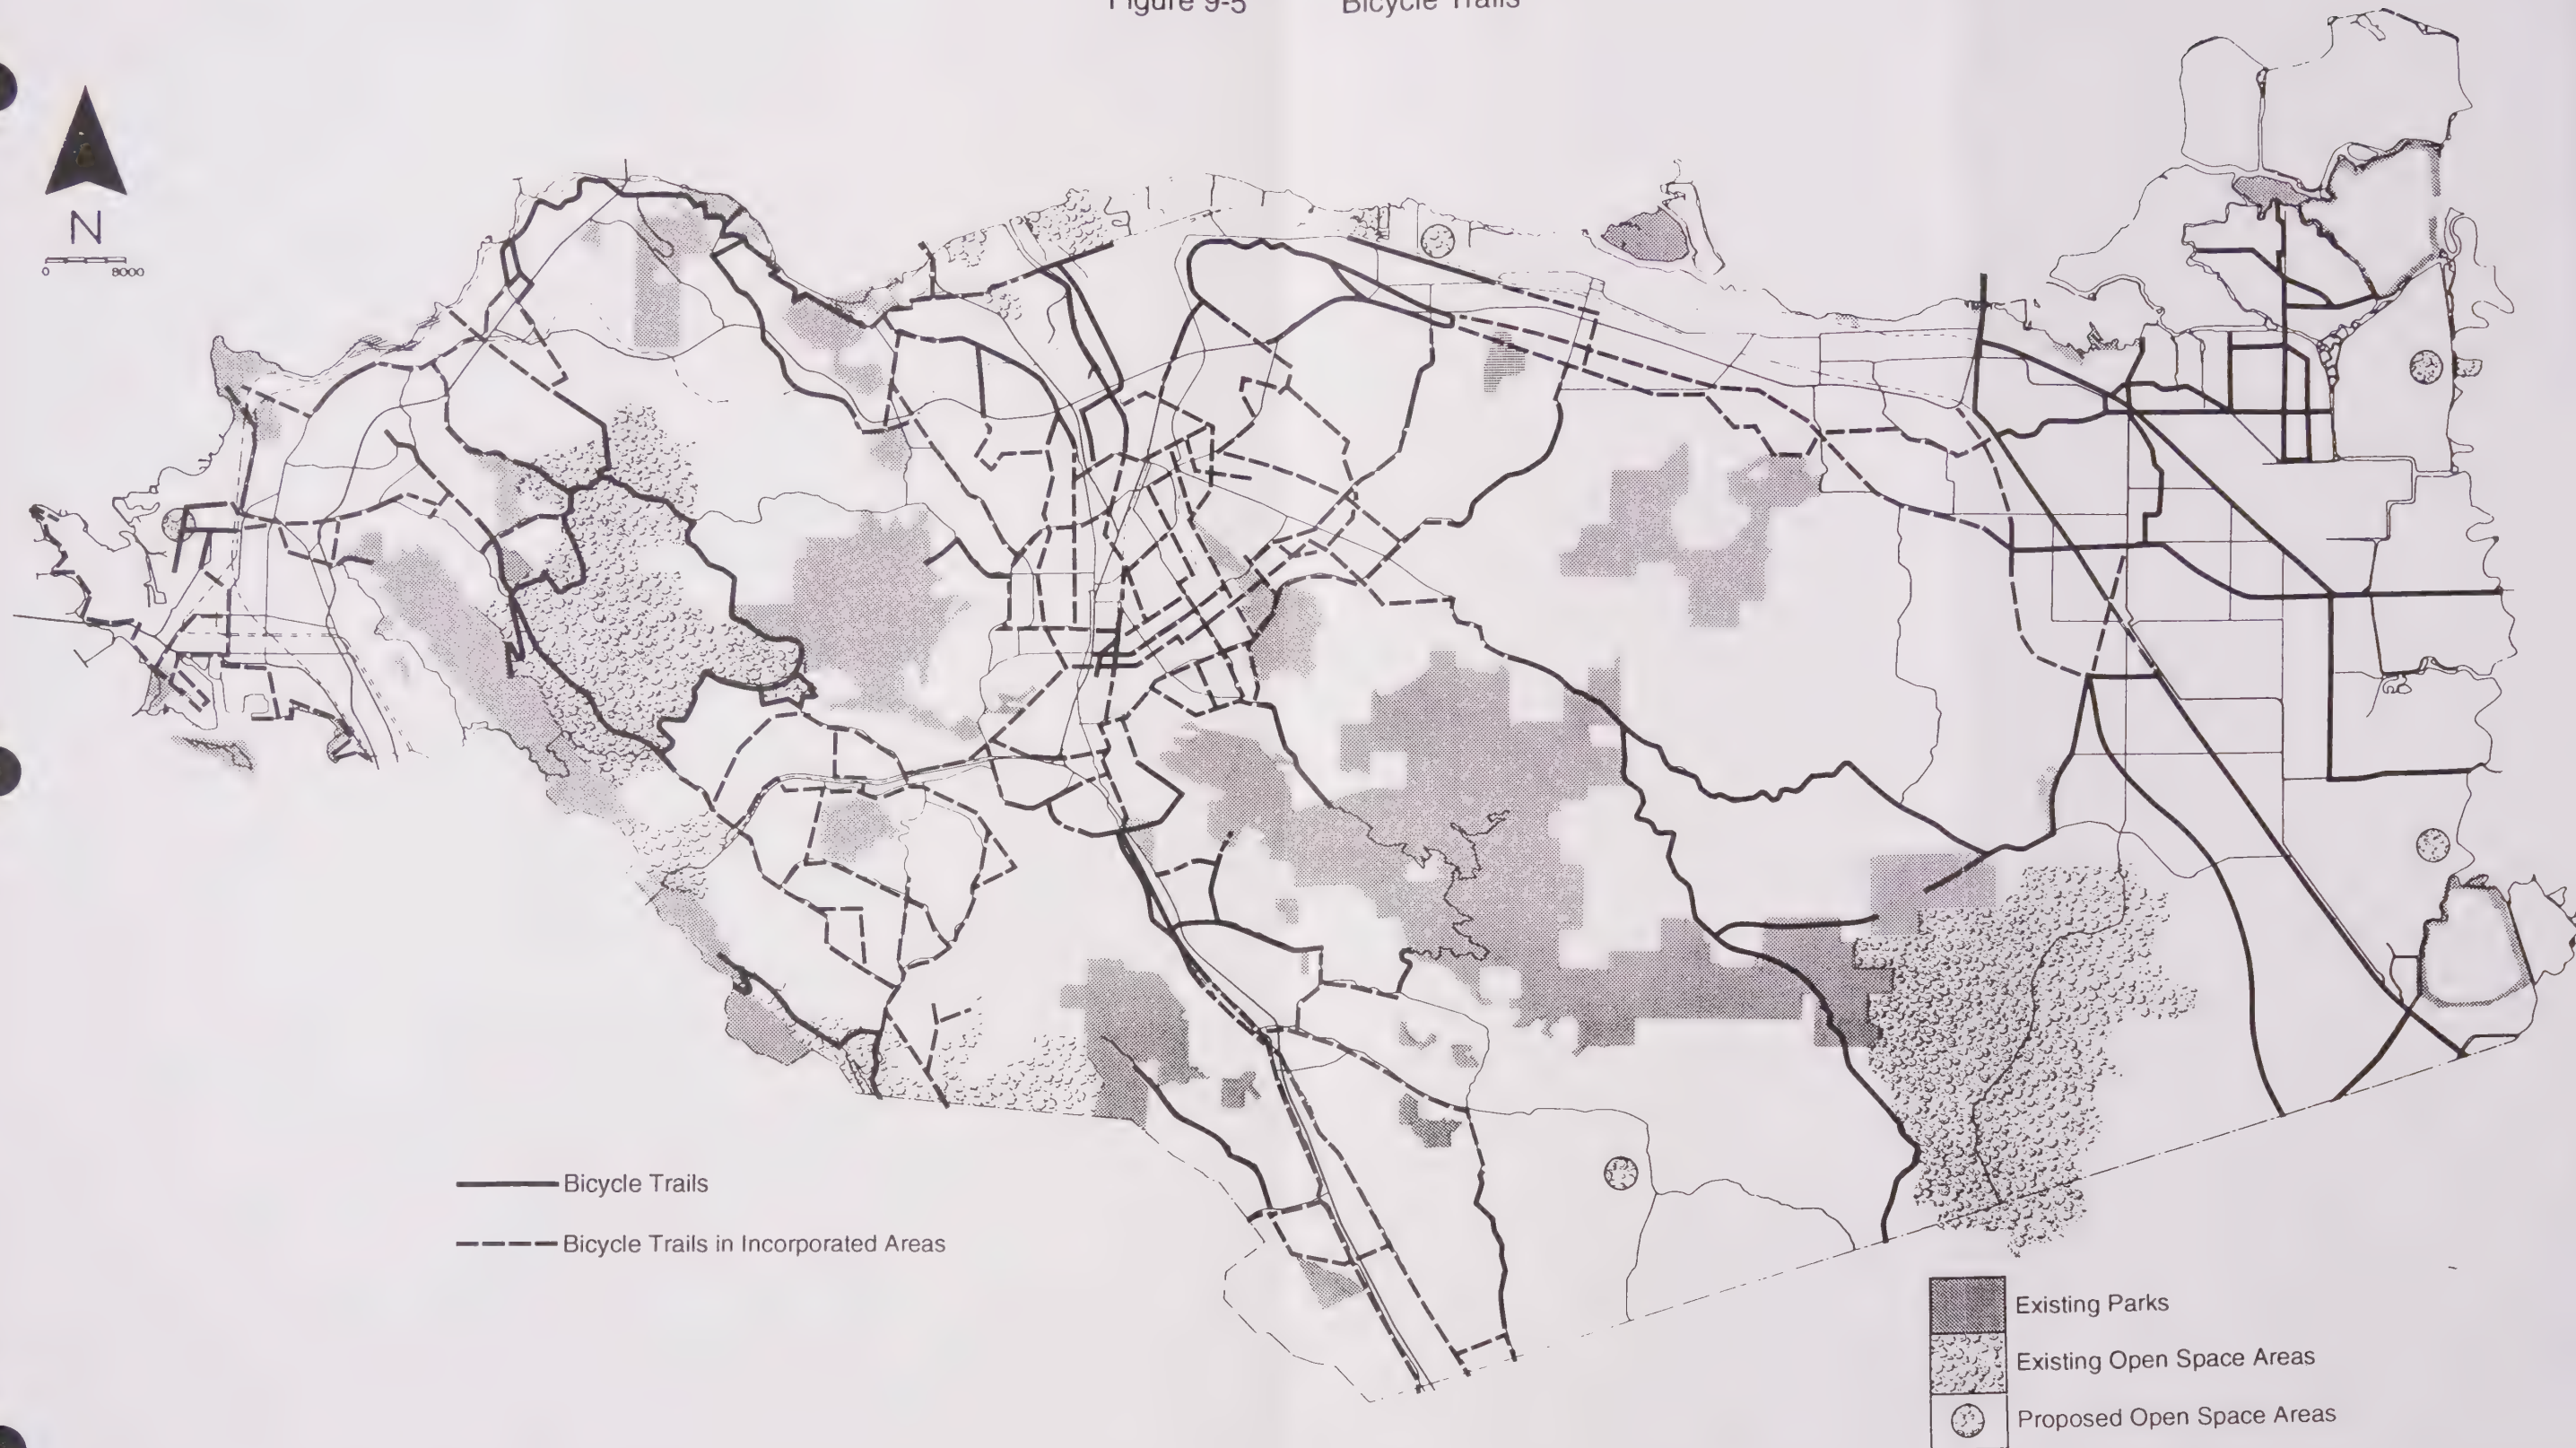 Figure 9-5 Bicycle Trails
N
0 8000
Bicycle Trails
Bicycle Trails in Incorporated Areas
Existing Parks
Existing Open Space Areas
Proposed Open Space Areas